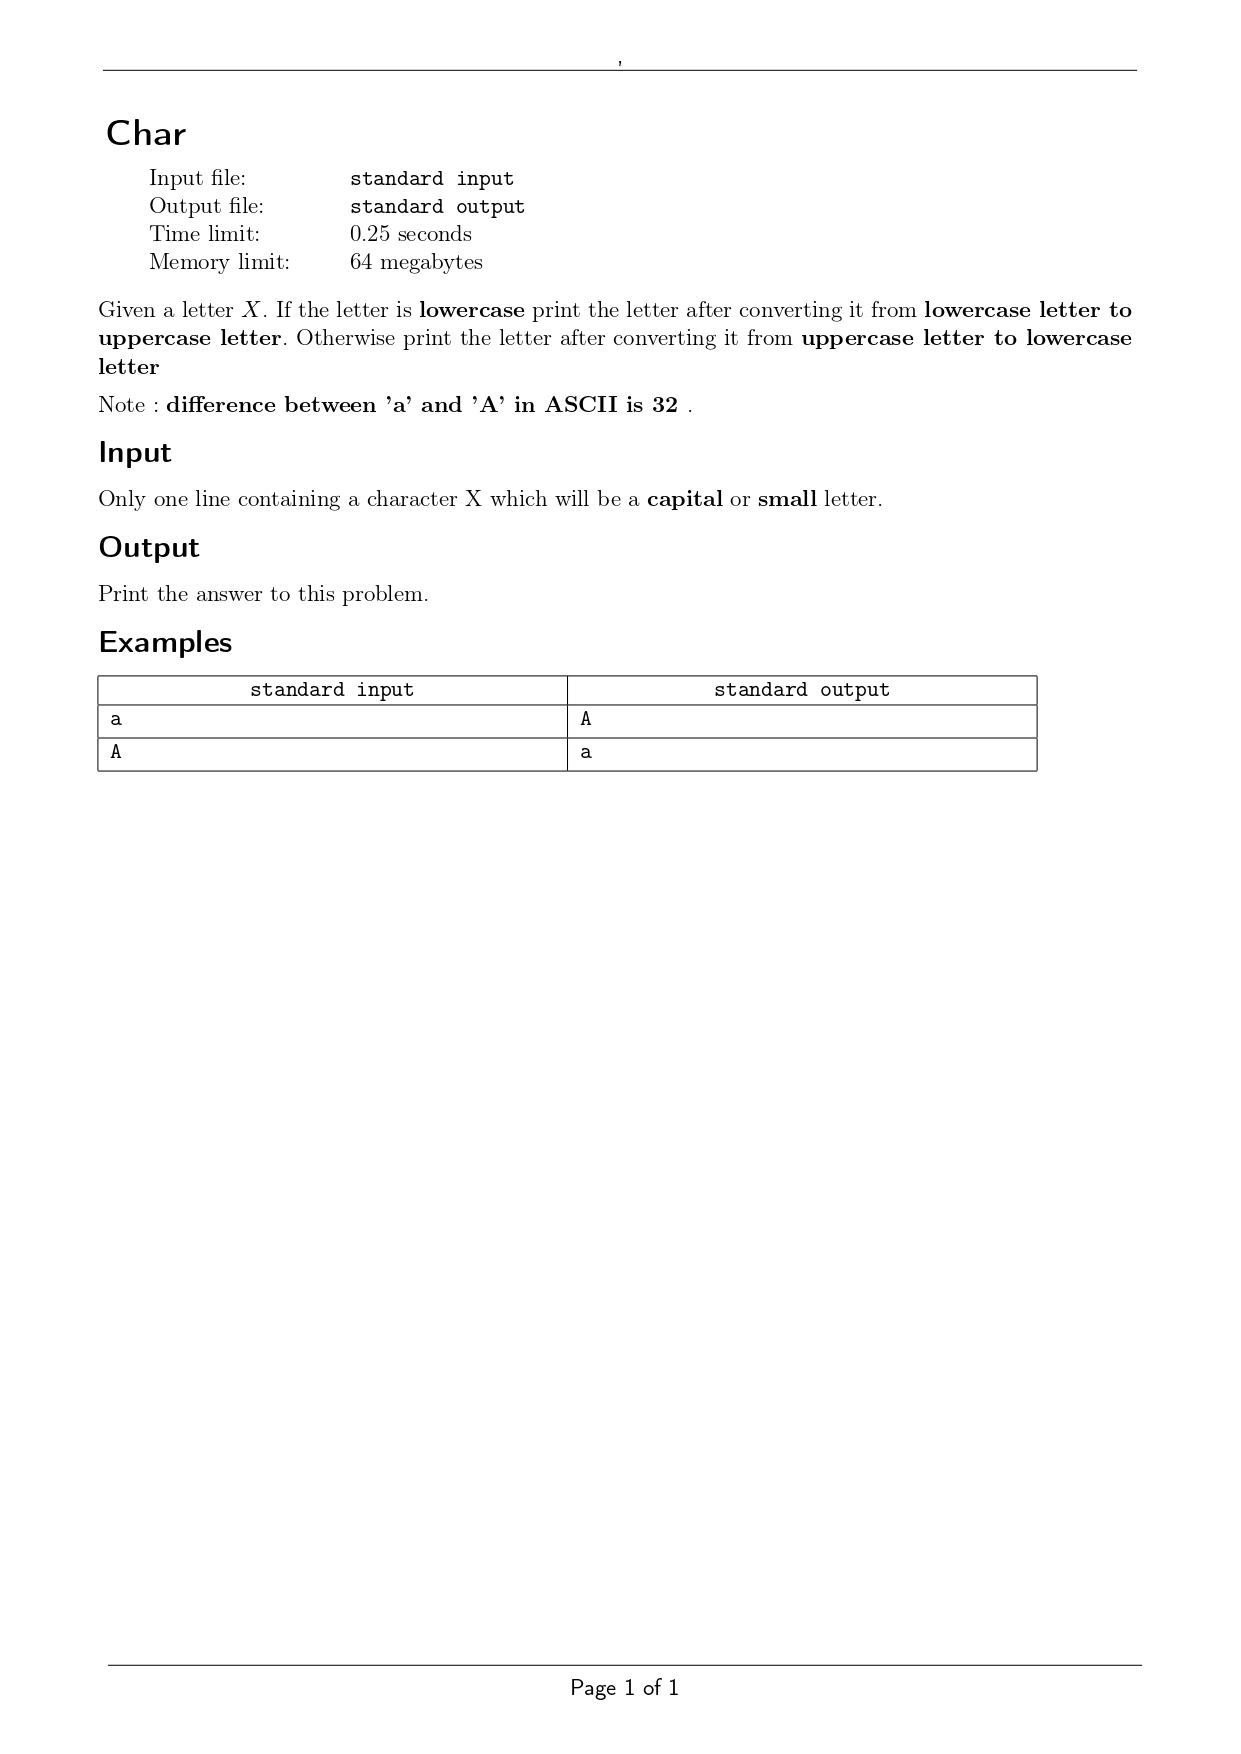 ,
Char
Input file: standard input
Output file: standard output
Time limit: 0.25 seconds
Memory limit: 64 megabytes
Given a letter X. If the letter is lowercase print the letter after converting it from lowercase letter to
uppercase letter. Otherwise print the letter after converting it from uppercase letter to lowercase
letter
Note : difference between ’a’ and ’A’ in ASCII is 32 .
Input
Only one line containing a character X which will be a capital or small letter.
Output
Print the answer to this problem.
Examples
standard input standard output
a A
A a
Page 1 of 1